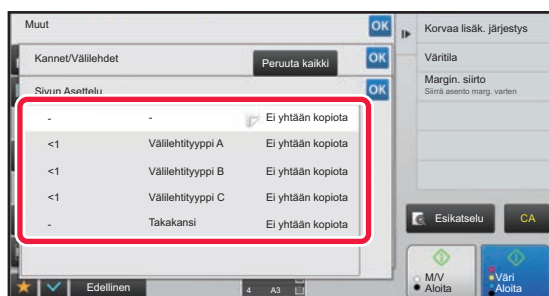 Muut
OK
Kannet/Välilehdet
Peruuta kaikki
OK
Sivun Asettelu
OK
- - Ei yhtään kopiota
<1 Välilehtityyppi A Ei yhtään kopiota
<1 Välilehtityyppi B Ei yhtään kopiota
<1 Välilehtityyppi C Ei yhtään kopiota
- Takakansi Ei yhtään kopiota
Edellinen
4 A3
Korvaa lisäk. järjestys
Väritila
Margin. siirto
Siirrä asento marg. varten
Esikatselu
CA
M/V
Aloita
Väri
Aloita